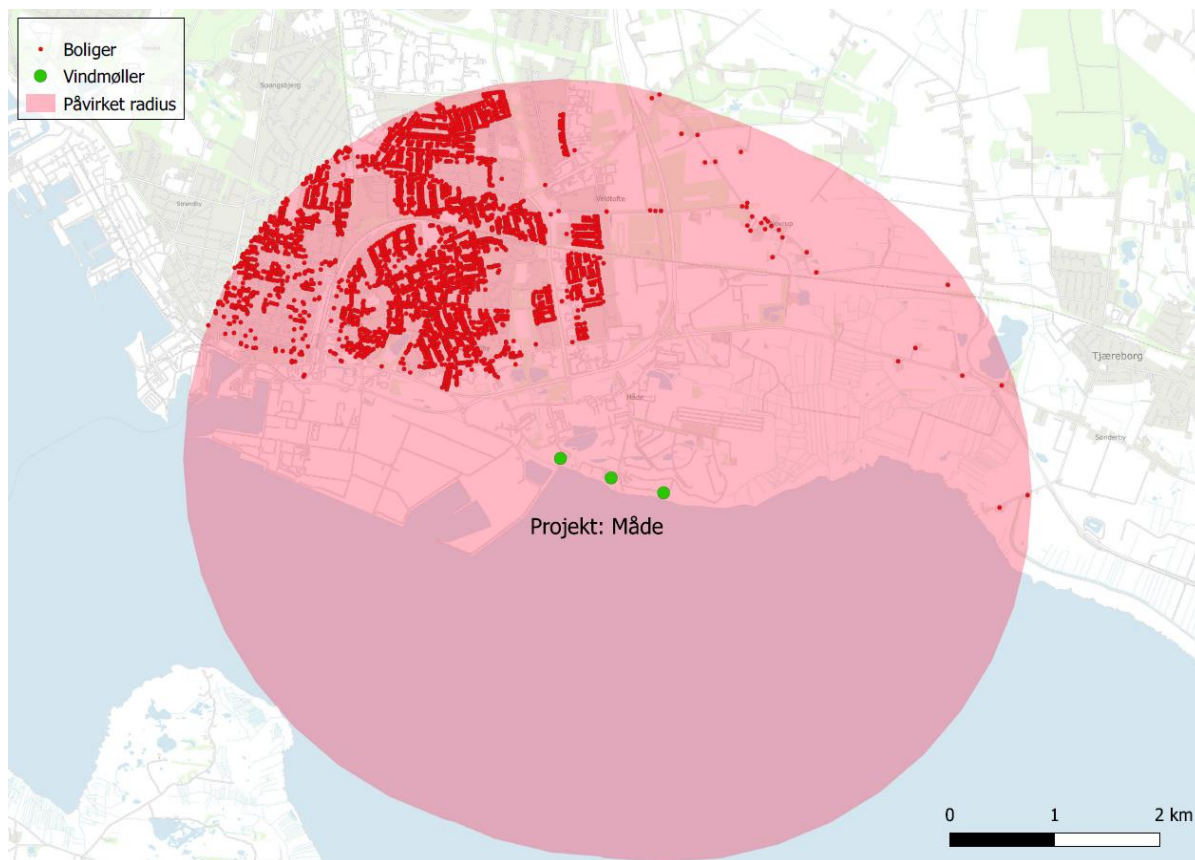 Boliger
Vindmøller
Påvirket radius
Spangsbjerg
Strandby
Veldtofte
Måde
Tjæreborg
Sønderby
Projekt: Måde
0 1 2 km